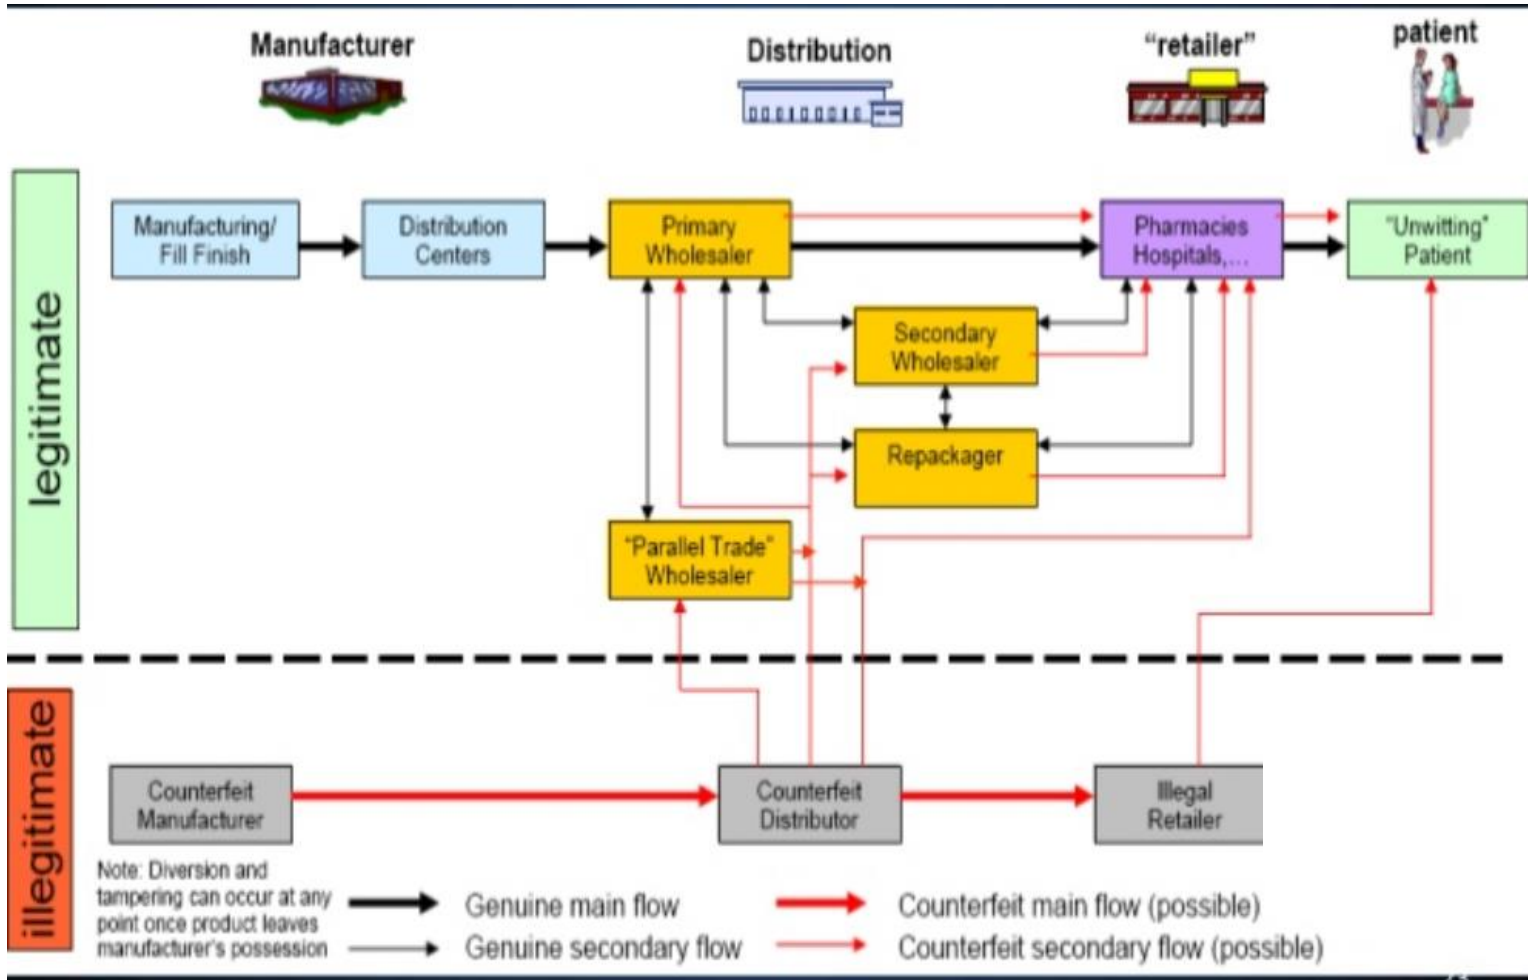 Manufacturer
Distribution
“retailer”
patient
legitimate
Manufacturing/
Fill Finish
Distribution
Centers
Primary
Wholesaler
Pharmacies
Hospitals,...
“Unwitting”
Patient
Secondary
Wholesaler
Repackager
“Parallel Trade”
Wholesaler
illegitimate
Counterfeit
Manufacturer
Counterfeit
Distributor
Illegal
Retailer
Note: Diversion and
tampering can occur at any
point once product leaves
manufacturer's possession
Genuine main flow
Genuine secondary flow
Counterfeit main flow (possible)
Counterfeit secondary flow (possible)